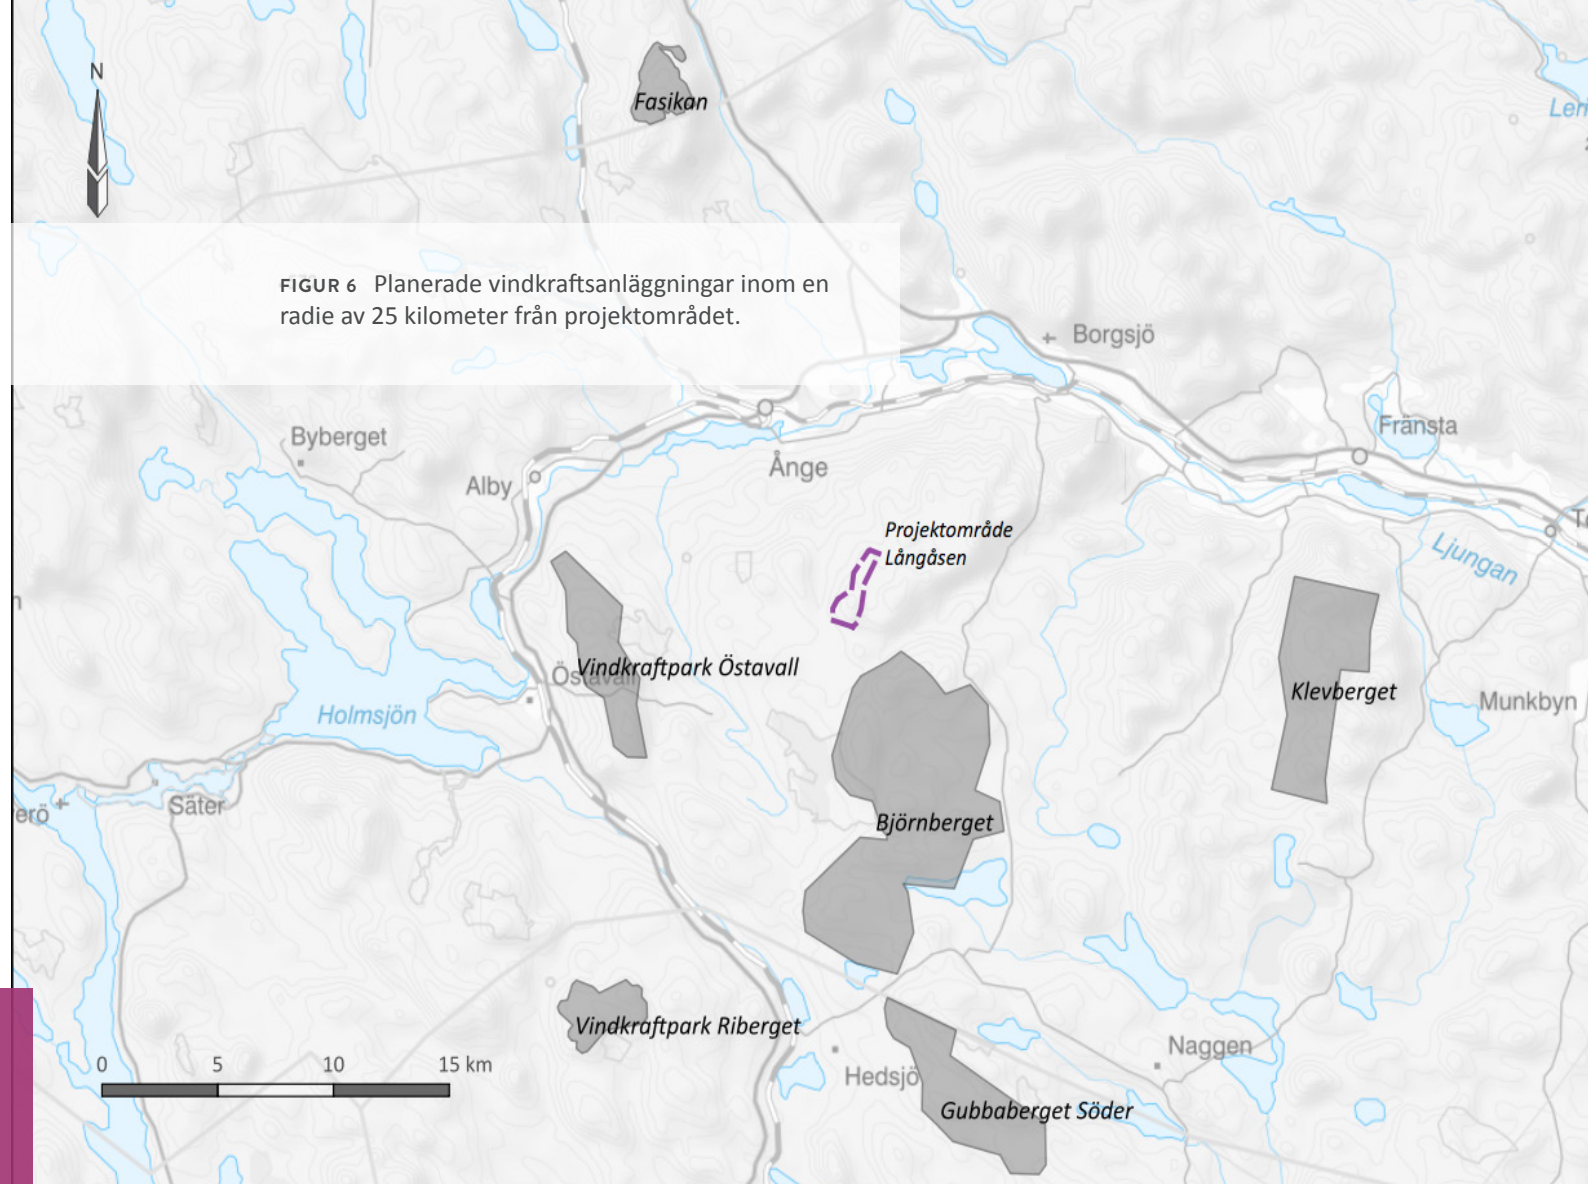 N
Fasikan
FIGUR 6 Planerade vindkraftsanläggningar inom en
radie av 25 kilometer från projektområdet.
Borgsjö
Fränsta
Byberget
Alby
Ånge
Projektområde
Långåsen
Ljungan
Östavall
Vindkraftpark Östavall
Klevberget
Munkbyn
Holmsjön
Säter
erö
Björnberget
Vindkraftpark Riberget
Naggen
Hedsjö
Gubbaberget Söder
0 5 10 15 km